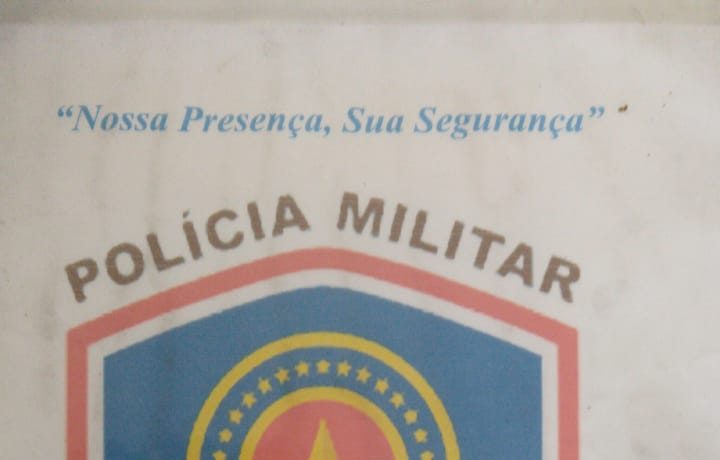 “Nossa Presença, Sua Segurança”
POLÍCIA MILITAR